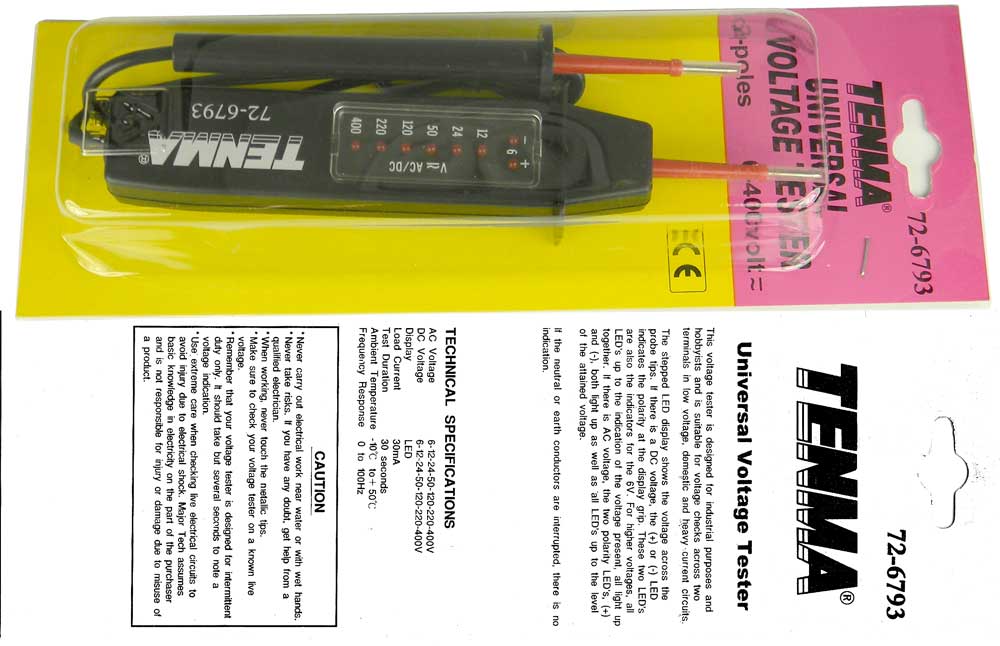 TENMA®
72-6793
UNIVERSAL
VOLTAGE TESTER
2-poles
6-400volt≂
CE
TENMA®
72-6793
400
220
120
50
24
12
6
+
-
V
AC/DC
72-6793
TENMA®
Universal Voltage Tester
This voltage tester is designed for industrial purposes and
hobbyists and is suitable for voltage checks across two
terminals in low voltage, domestic and heavy-current circuits.
The stepped LED display shows the voltage across the
probe tips. If there is a DC voltage, the (+) or (-) LED
indicates the polarity at the display grip. These two LED's
are also the indicators for the 6V. For higher voltages, all
LED's up to the indication of the voltage present, all light up
together. If there is AC voltage, the two polarity LED's, (+)
and (-), both light up as well as all LED's up to the level
of the attained voltage.
If the neutral or earth conductors are interrupted, there is no
indication.
TECHNICAL SPECIFICATIONS
AC Voltage 6-12-24-50-120-220-400V
DC Voltage 6-12-24-50-120-220-400V
Display LED
Load Current 30mA
Test Duration 30 seconds
Ambient Temperature -10°C to + 50°C
Frequency Response 0 to 100Hz
CAUTION
*Never carry out electrical work near water or with wet hands.
*Never take risks. If you have any doubt, get help from a
qualified electrician.
*When working, never touch the metallic tips.
*Make sure to check your voltage tester on a known live
voltage.
*Remember that your voltage tester is designed for intermittent
duty only. It should take but several seconds to note a
voltage indication.
*Use extreme care when checking live electrical circuits to
avoid injury due to electrical shock. Major Tech assumes
basic knowledge in electricity on the part of the purchaser
and is not responsible for injury or damage due to misuse of
a product.